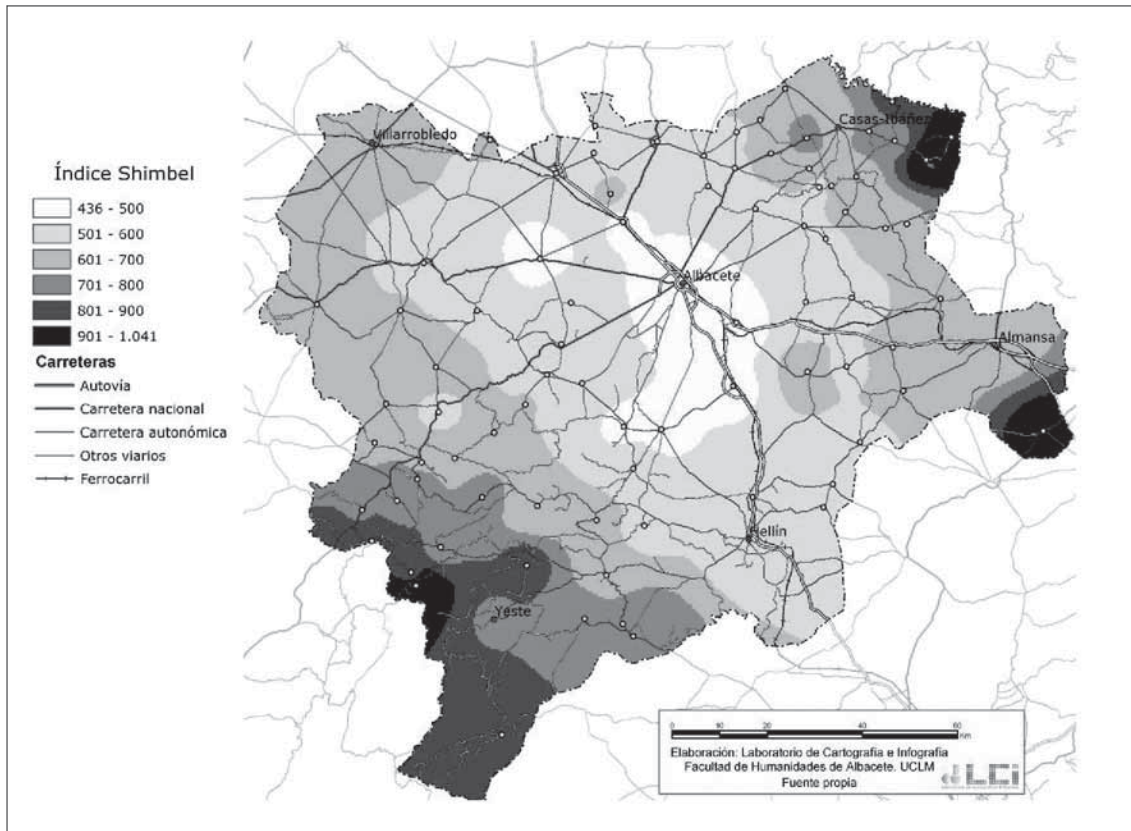 Índice Shimbel
436 - 500
501 - 600
601 - 700
701 - 800
801 - 900
901 - 1.041
Carreteras
Autovía
Carretera nacional
Carretera autonómica
Otros viarios
Ferrocarril
Villarrobledo
Casas-Ibáñez
Albacete
Almansa
Hellín
Yeste
0 10 20 40 60
Km
Elaboración: Laboratorio de Cartografía e Infografía
Facultad de Humanidades de Albacete. UCLM
Fuente propia
LCi